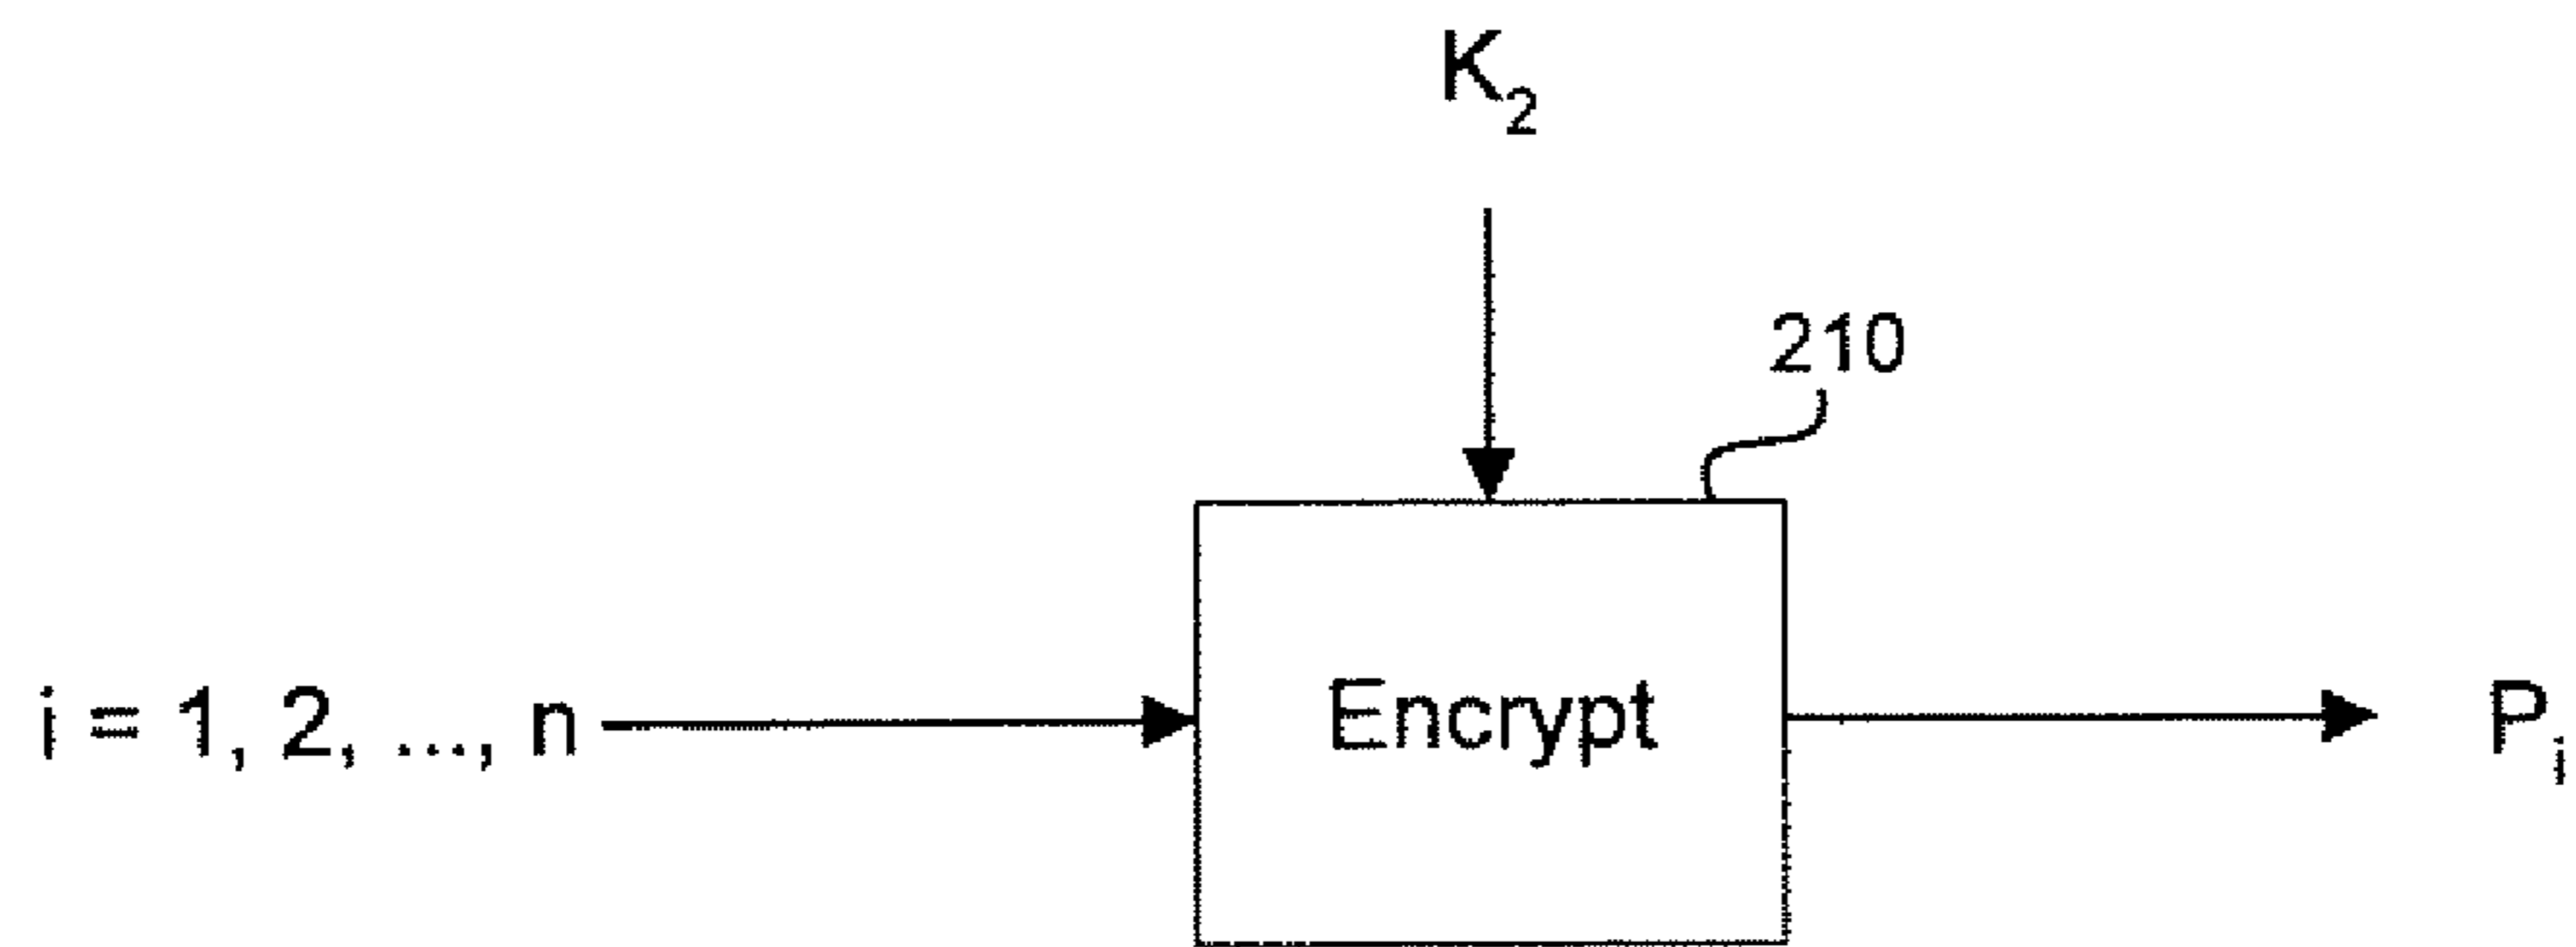 K₂
210
i = 1, 2, ..., n
Encrypt
Pᵢ